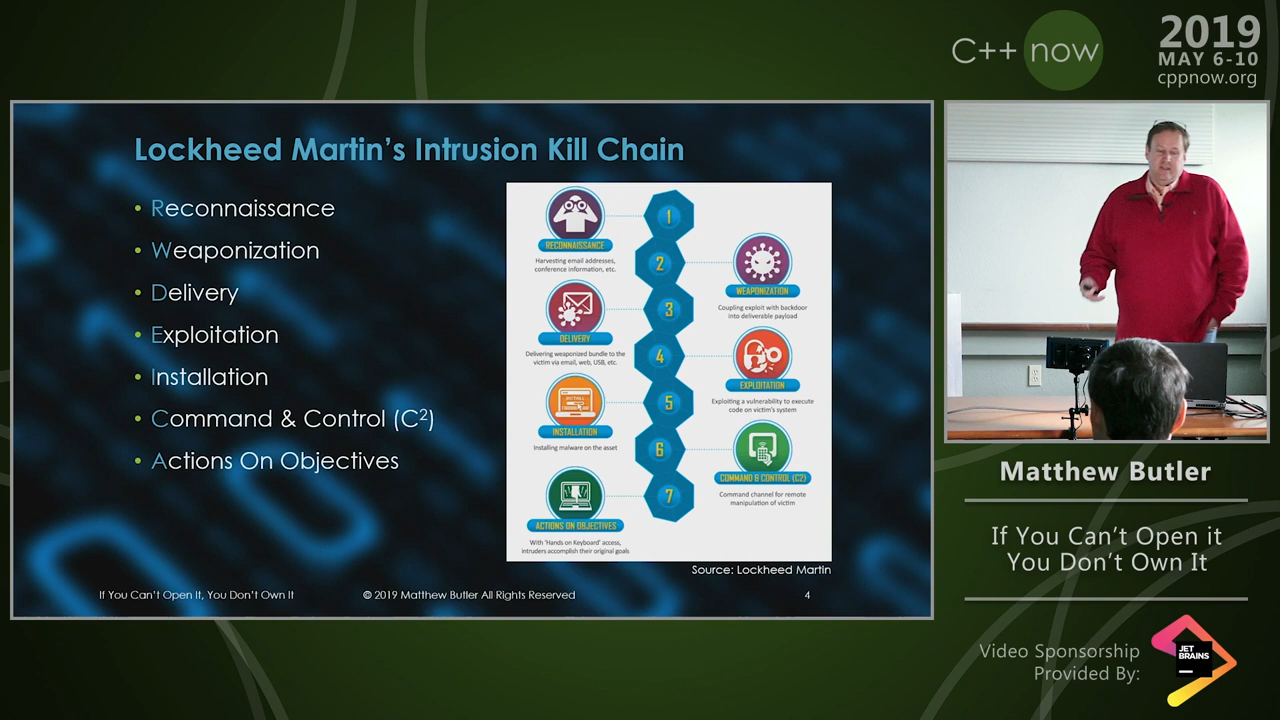 C++ now
2019
MAY 6-10
cppnow.org
Lockheed Martin's Intrusion Kill Chain
• Reconnaissance
• Weaponization
• Delivery
• Exploitation
• Installation
• Command & Control (C²)
• Actions On Objectives
1
RECONNAISSANCE
Harvesting email addresses,
conference information, etc.
2
WEAPONIZATION
Coupling exploit with backdoor
into deliverable payload
3
DELIVERY
Delivering weaponized bundle to the
victim via email, web, USB, etc.
4
EXPLOITATION
Exploiting a vulnerability to execute
code on victim's system
5
INSTALL
INSTALLATION
Installing malware on the asset
6
COMMAND & CONTROL (C2)
Command channel for remote
manipulation of victim
7
ACTIONS ON OBJECTIVES
With 'Hands on Keyboard' access,
intruders accomplish their original goals
Source: Lockheed Martin
If You Can't Open It, You Don't Own It
© 2019 Matthew Butler All Rights Reserved
4
Matthew Butler
If You Can't Open it
You Don't Own It
Video Sponsorship
Provided By:
JET
BRAINS